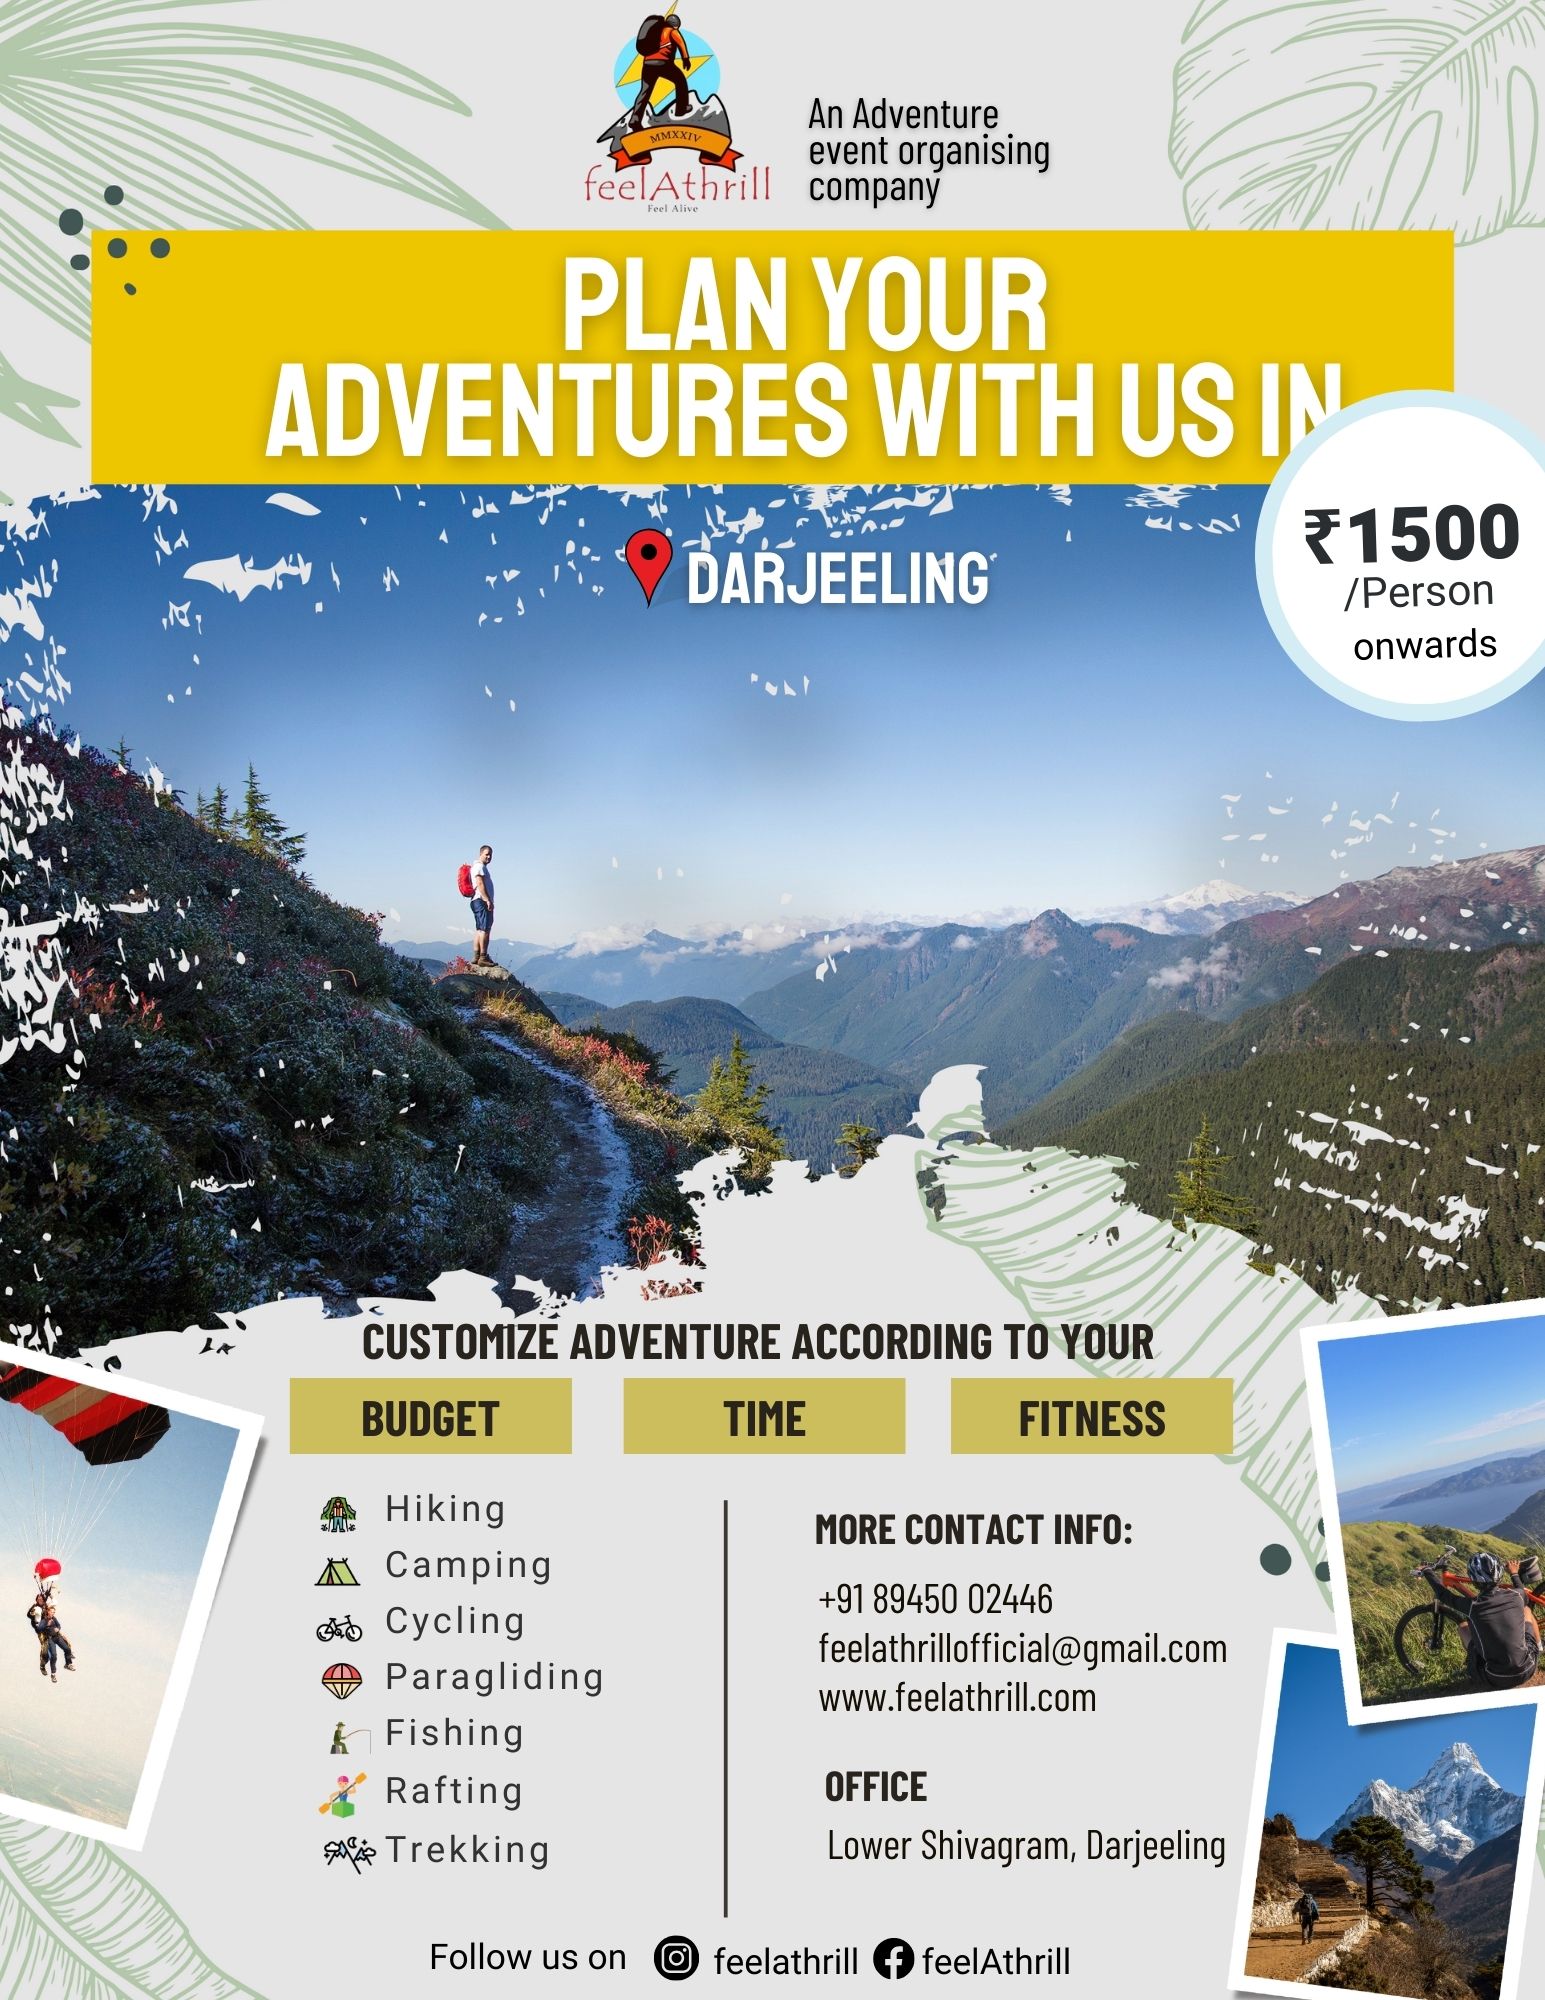 MMXXIV
feelAthrill
Feel Alive
An Adventure
event organising
company
PLAN YOUR
ADVENTURES WITH US IN
DARJEELING
₹1500
/Person
onwards
CUSTOMIZE ADVENTURE ACCORDING TO YOUR
BUDGET TIME FITNESS
Hiking
Camping
Cycling
Paragliding
Fishing
Rafting
Trekking
MORE CONTACT INFO:
+91 89450 02446
feelathrillofficial@gmail.com
www.feelathrill.com
OFFICE
Lower Shivagram, Darjeeling
Follow us on feelathrill feelAthrill